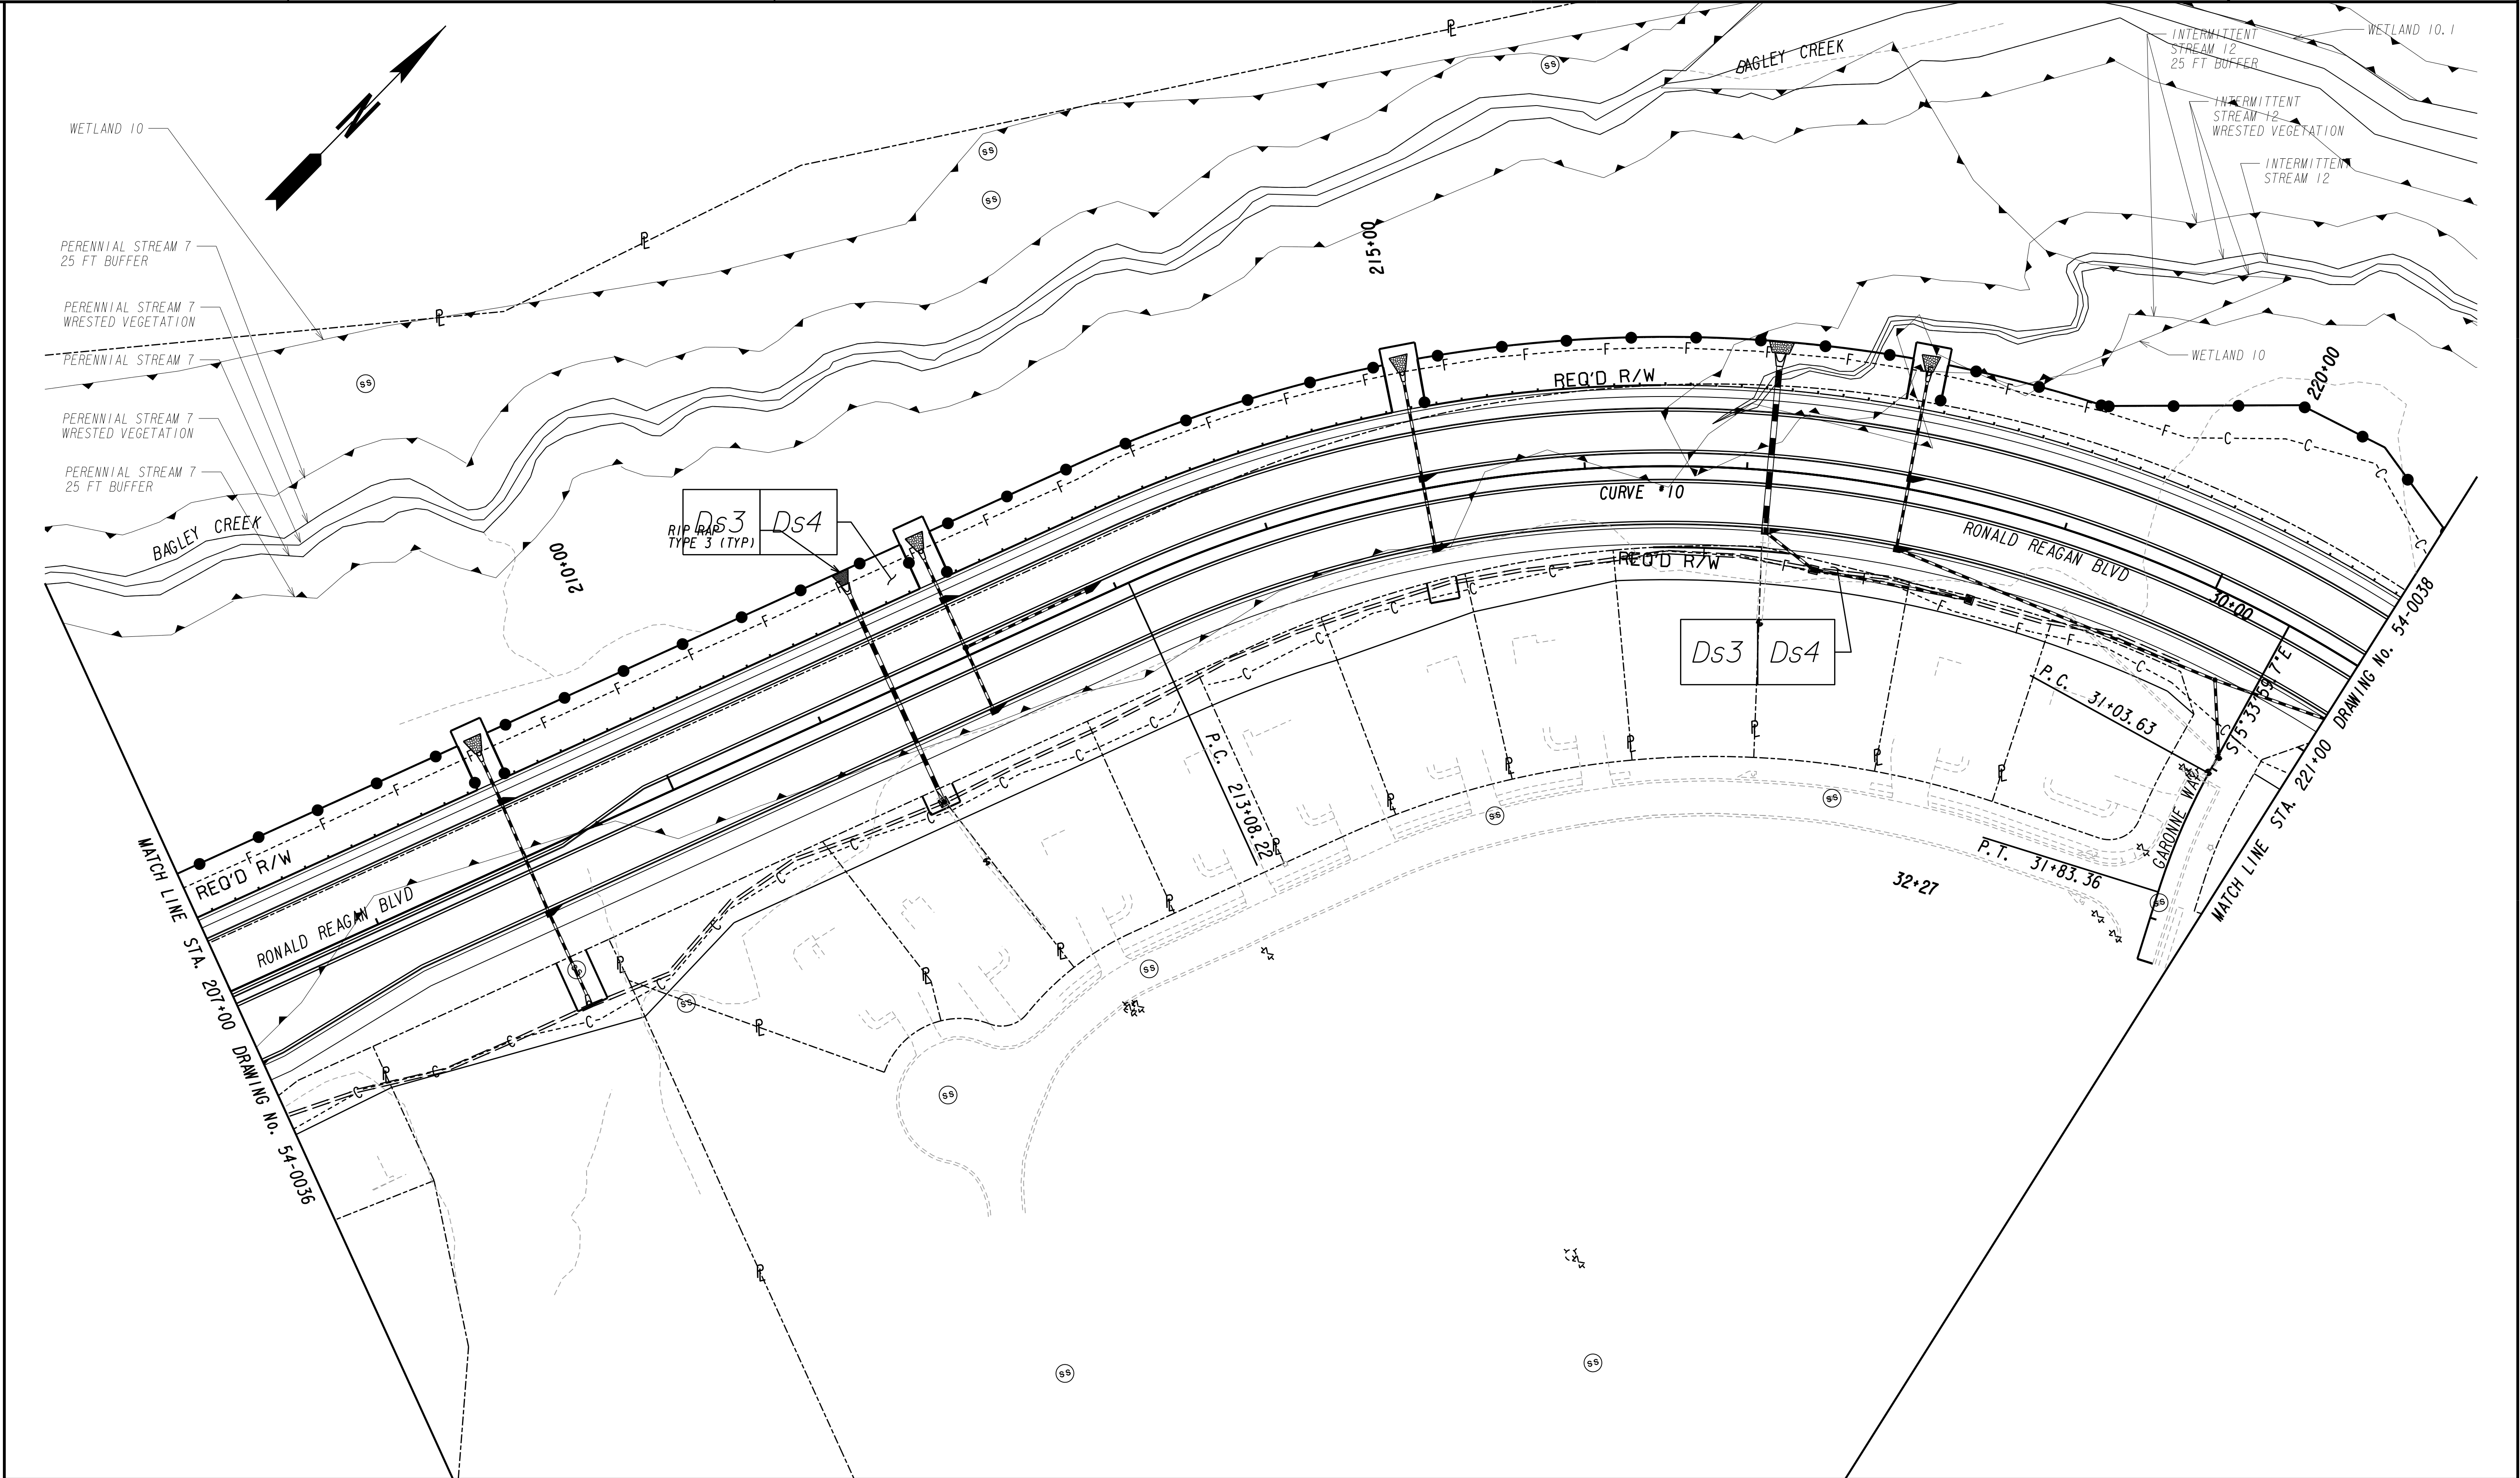 N
WETLAND 10
PERENNIAL STREAM 7
25 FT BUFFER
PERENNIAL STREAM 7
WRESTED VEGETATION
PERENNIAL STREAM 7
PERENNIAL STREAM 7
WRESTED VEGETATION
PERENNIAL STREAM 7
25 FT BUFFER
BAGLEY CREEK
BAGLEY CREEK
INTERMITTENT
STREAM 12
25 FT BUFFER
WETLAND 10.1
INTERMITTENT
STREAM 12
WRESTED VEGETATION
INTERMITTENT
STREAM 12
WETLAND 10
210+00
215+00
220+00
RIP RAP
TYPE 3 (TYP)
Ds3 Ds4
REQ'D R/W
CURVE #10
REQ'D R/W
RONALD REAGAN BLVD
30+00
Ds3 Ds4
P.C. 213+08.22
P.C. 31+03.63
S15°33'59.7"E
GARONNE WAY
P.T. 31+83.36
32+27
REQ'D R/W
RONALD REAGAN BLVD
MATCH LINE STA. 207+00 DRAWING No. 54-0036
MATCH LINE STA. 221+00 DRAWING No. 54-0038